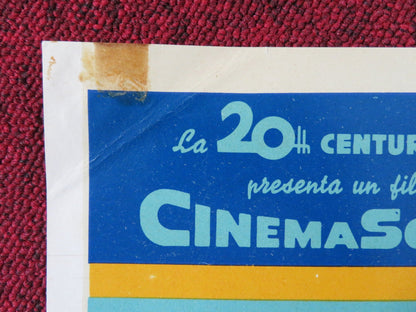 La 20th CENTUR
presenta un fil
CINEMASC